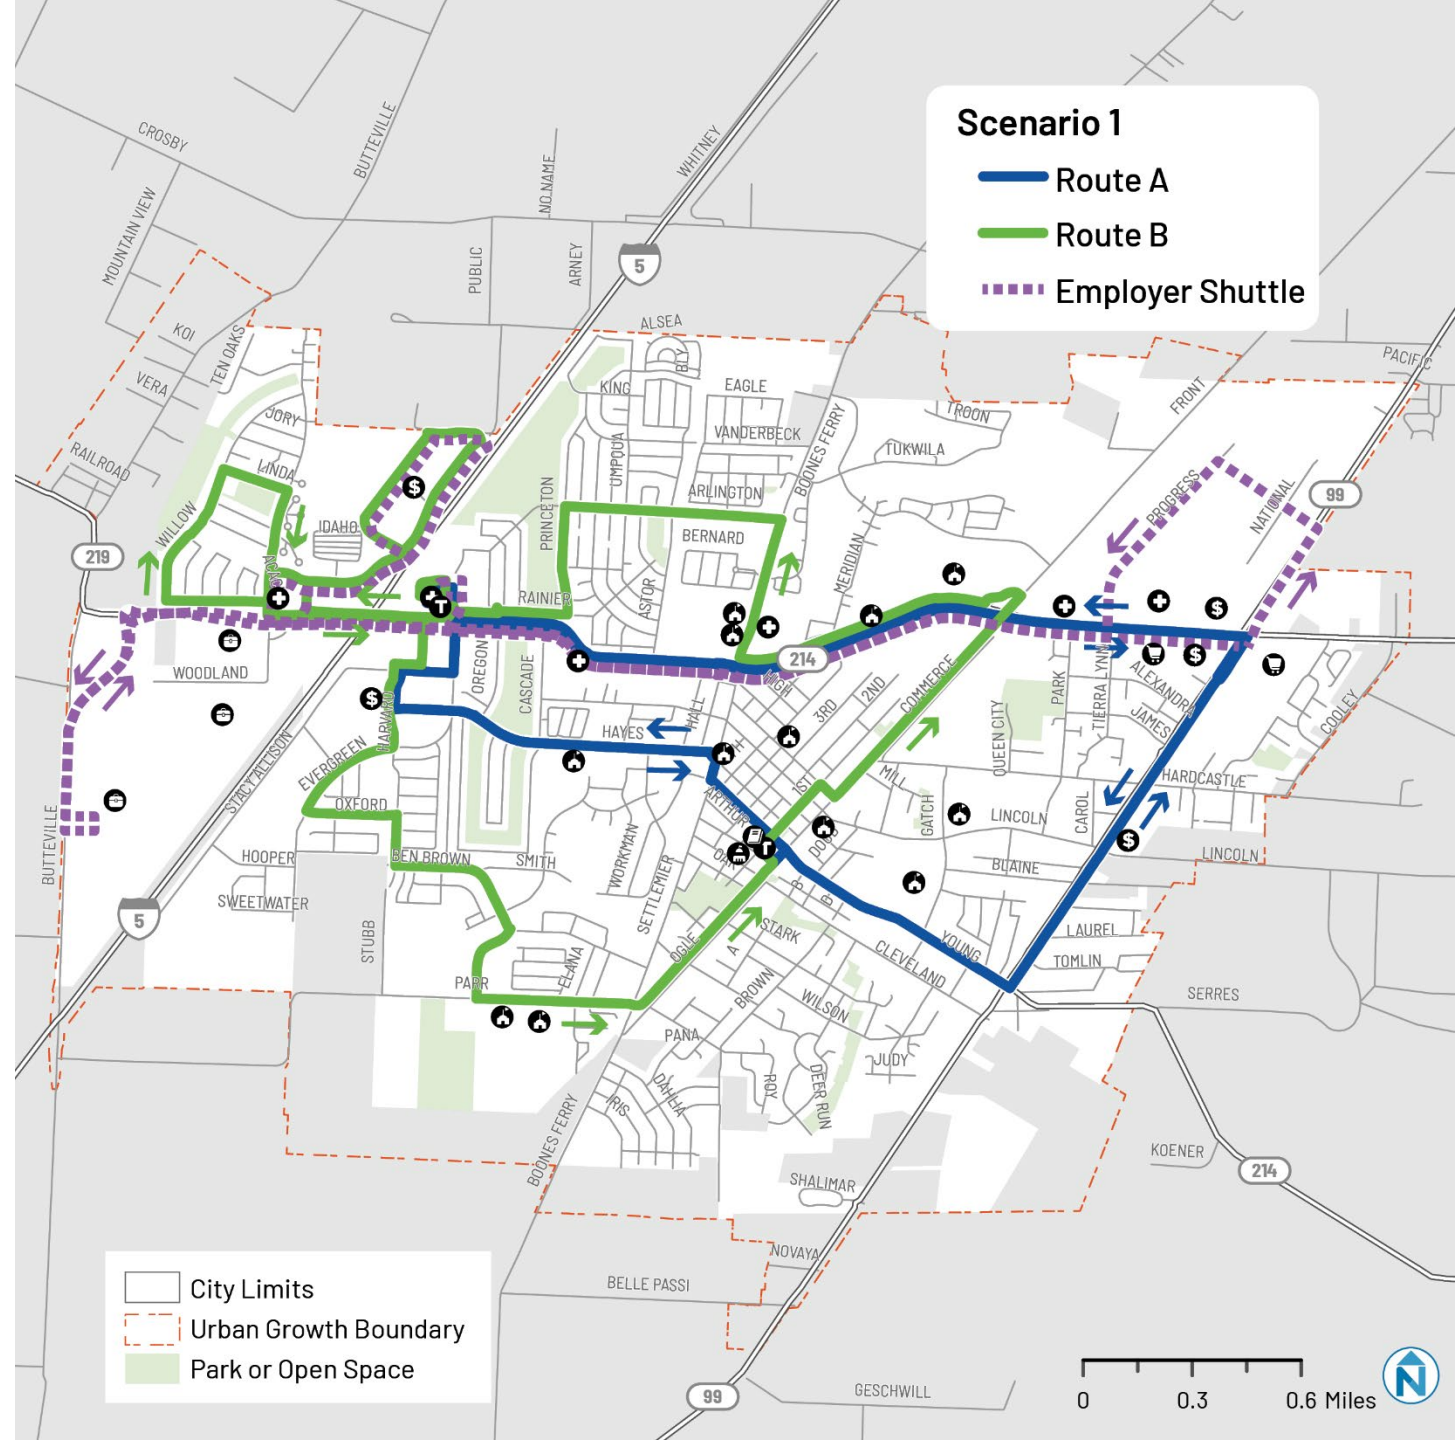 Scenario 1
Route A
Route B
Employer Shuttle
CROSBY
BUTTEVILLE
NO NAME
WHITNEY
MOUNTAIN VIEW
PUBLIC
ARNEY
5
KOI
TEN OAKS
ALSEA
BLY
PACIFIC
VERA
KING
EAGLE
FRONT
JORY
TROON
VANDERBECK
BOONES FERRY
TUKWILA
RAILROAD
LINDA
UMPQUA
ARLINGTON
PROGRESS
NATIONAL
99
WILLOW
IDAHO
PRINCETON
BERNARD
219
MERIDIAN
RAINIER
ASTOR
WOODLAND
OREGON
CASCADE
214
HIGH
2ND
COMMERCE
PARK
TIERRA LYNN
ALEXANDRA
HARVARD
HAYES
HALL
3RD
QUEEN CITY
JAMES
COOLEY
STACY ALLISON
EVERGREEN
1ST
MILL
HARDCASTLE
OXFORD
ARTHUR
GATCH
LINCOLN
CAROL
BUTTEVILLE
HOOPER
BEN BROWN
SMITH
WORKMAN
OAK
BLAINE
LINCOLN
SWEETWATER
SETTLEMIER
B
B
5
STUBB
OGLE
A
STARK
YOUNG
LAUREL
CLEVELAND
TOMLIN
PARR
ELANA
BROWN
WILSON
SERRES
PANA
JUDY
DAHLIA
ROY
DEER RUN
IRIS
BOONES FERRY
KOENER
214
SHALIMAR
NOVAYA
BELLE PASSI
City Limits
Urban Growth Boundary
Park or Open Space
99
GESCHWILL
0
0.3
0.6 Miles
N